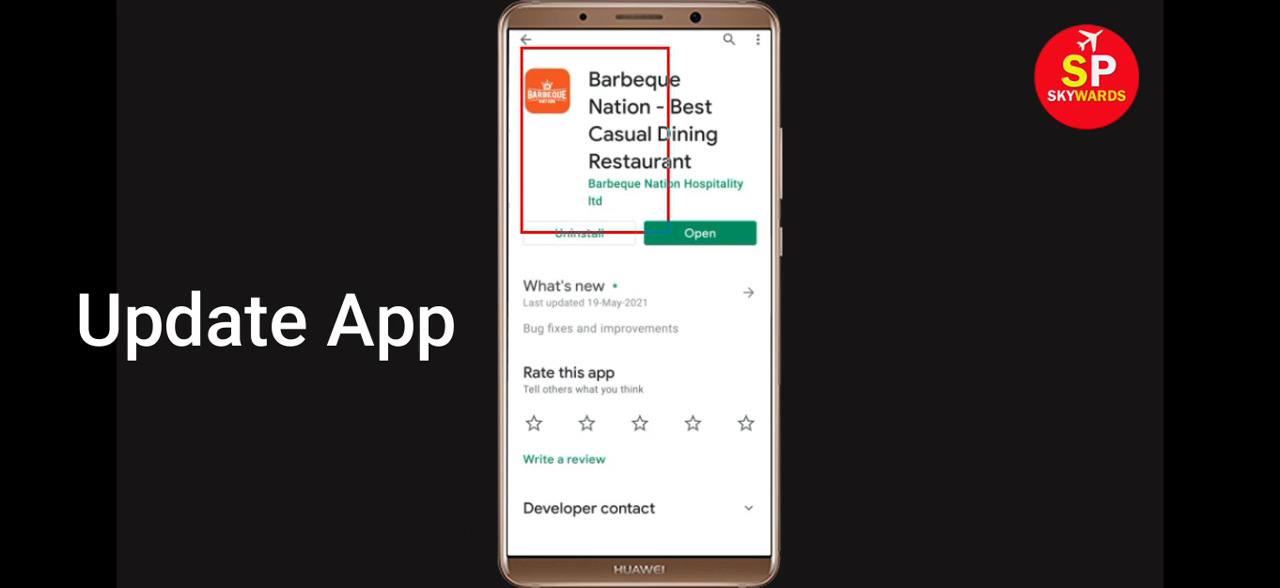 SP
SKYWARDS
BARBEQUE
NATION
Barbeque
Nation - Best
Casual Dining
Restaurant
Barbeque Nation Hospitality
ltd
Uninstall
Open
What's new
Last updated 19-May-2021
Bug fixes and improvements
Update App
Rate this app
Tell others what you think
Write a review
Developer contact
HUAWEI